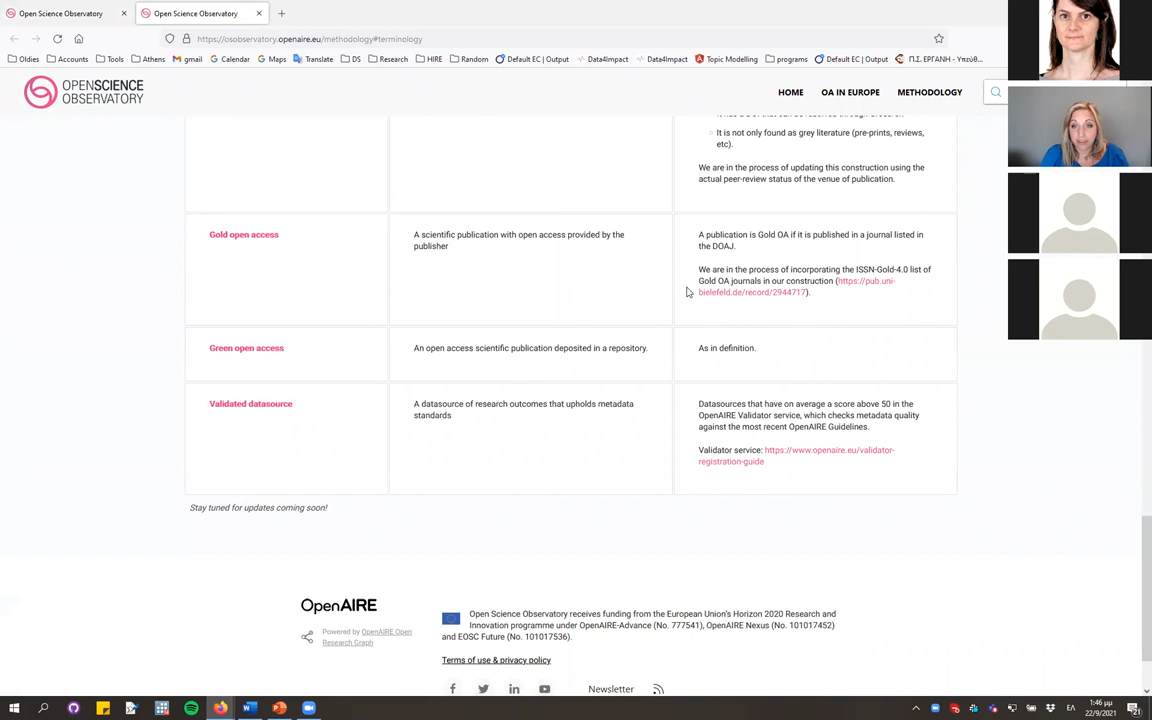 Open Science Observatory
Open Science Observatory
https://osobservatory.openaire.eu/methodology#terminology
Oldies Accounts Tools Athens gmail Calendar Maps Translate DS Research HIRE Random Default EC | Output Data4Impact Data4Impact Topic Modelling programs Default EC | Output Π.Σ. ΕΡΓΑΝΗ - Υπεύθ...
OPENSCIENCE
OBSERVATORY
HOME OA IN EUROPE METHODOLOGY
It is not only found as grey literature (pre-prints, reviews,
etc).
We are in the process of updating this construction using the
actual peer-review status of the venue of publication.
Gold open access
A scientific publication with open access provided by the
publisher
A publication is Gold OA if it is published in a journal listed in
the DOAJ.
We are in the process of incorporating the ISSN-Gold-4.0 list of
Gold OA journals in our construction (https://pub.uni-
bielefeld.de/record/2944717).
Green open access
An open access scientific publication deposited in a repository.
As in definition.
Validated datasource
A datasource of research outcomes that upholds metadata
standards
Datasources that have on average a score above 50 in the
OpenAIRE Validator service, which checks metadata quality
against the most recent OpenAIRE Guidelines.
Validator service: https://www.openaire.eu/validator-
registration-guide
Stay tuned for updates coming soon!
OpenAIRE
Powered by OpenAIRE Open
Research Graph
Open Science Observatory receives funding from the European Union's Horizon 2020 Research and
Innovation programme under OpenAIRE-Advance (No. 777541), OpenAIRE Nexus (No. 101017452)
and EOSC Future (No. 101017536).
Terms of use & privacy policy
Newsletter
ΕΛ
1:46 μμ
22/9/2021
21